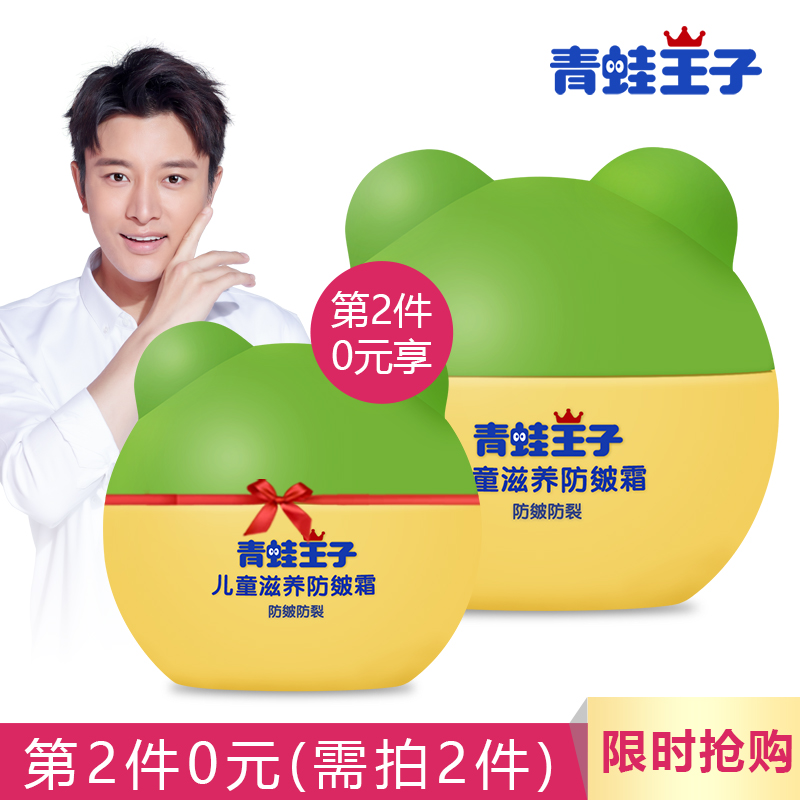 青蛙王子
第2件
0元享
青蛙王子
童滋养防皴霜
防皴防裂
青蛙王子
儿童滋养防皴霜
防皴防裂
第2件0元(需拍2件)
限时抢购